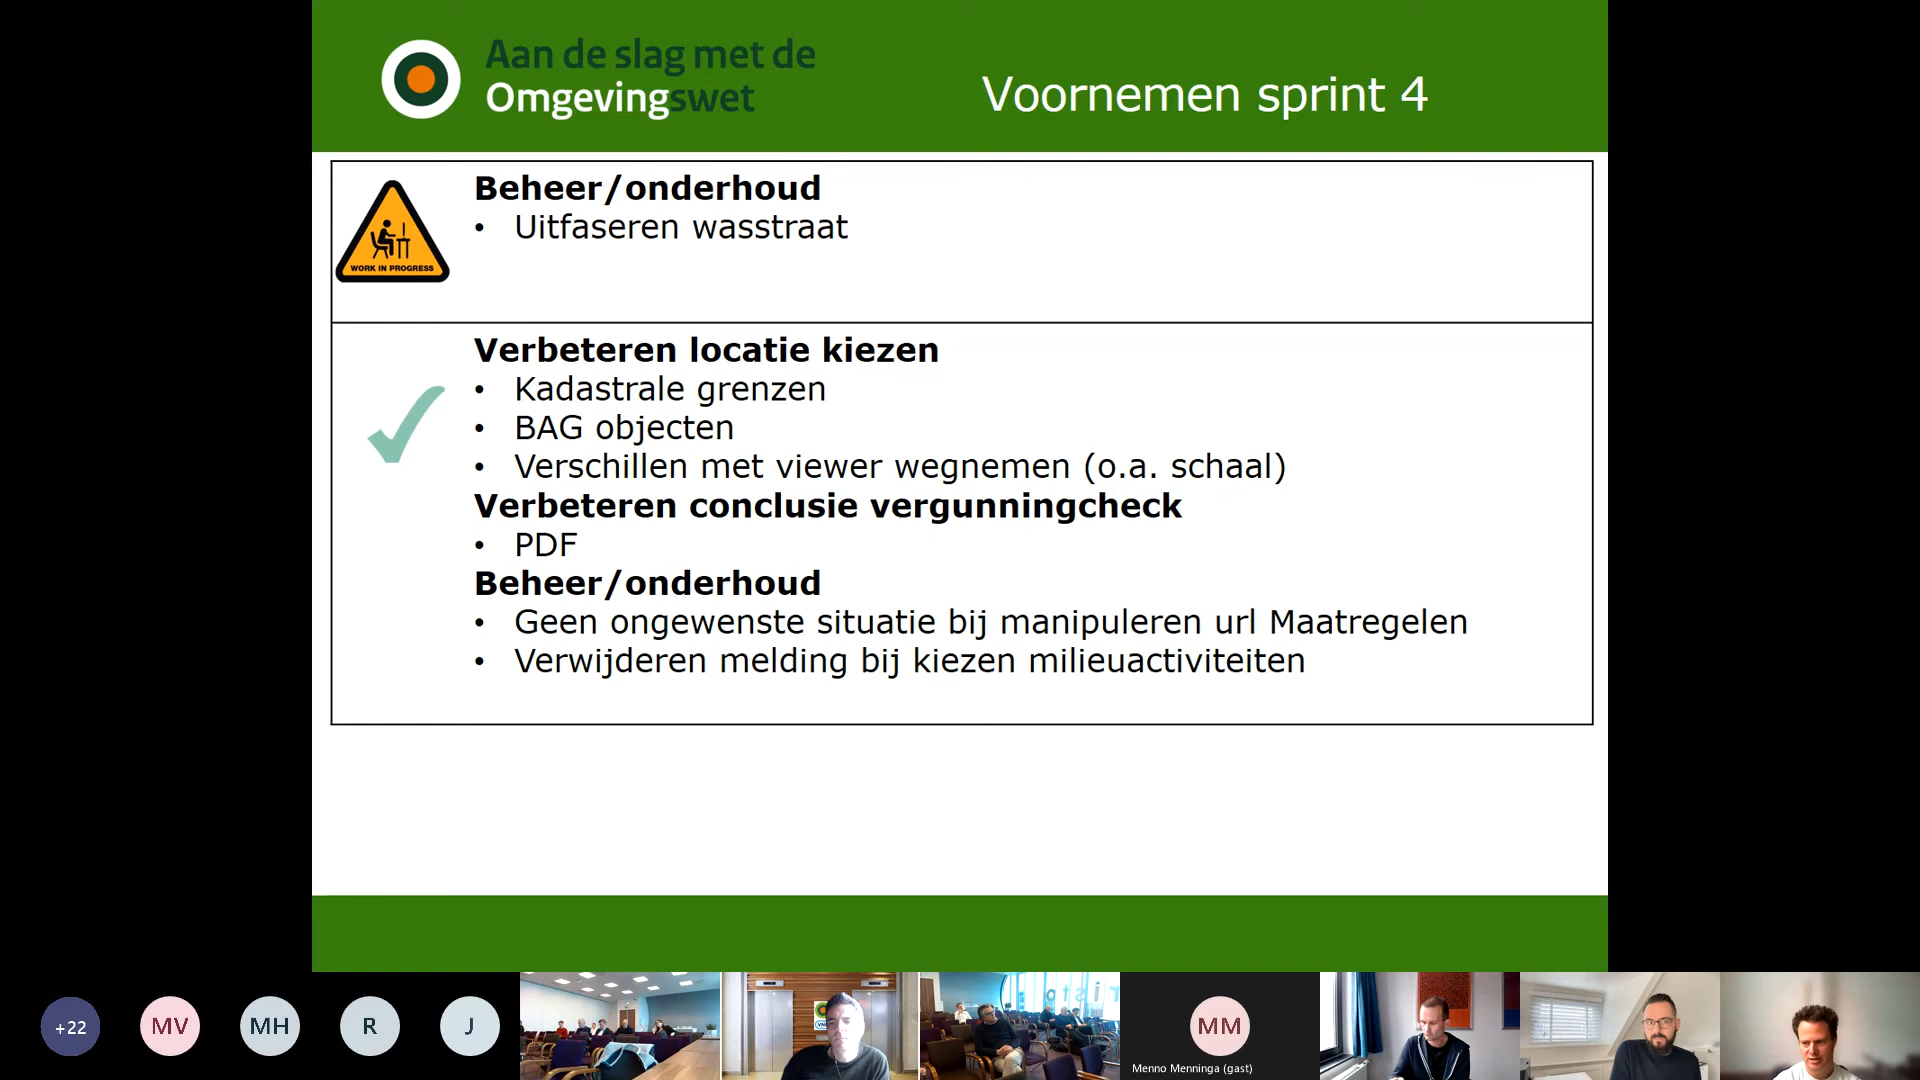 Aan de slag met de
Omgevingswet
Voornemen sprint 4
Beheer/onderhoud
• Uitfaseren wasstraat
WORK IN PROGRESS
Verbeteren locatie kiezen
• Kadastrale grenzen
• BAG objecten
• Verschillen met viewer wegnemen (o.a. schaal)
Verbeteren conclusie vergunningcheck
• PDF
Beheer/onderhoud
• Geen ongewenste situatie bij manipuleren url Maatregelen
• Verwijderen melding bij kiezen milieuactiviteiten
+22
MV
MH
R
J
MM
Menno Menninga (gast)